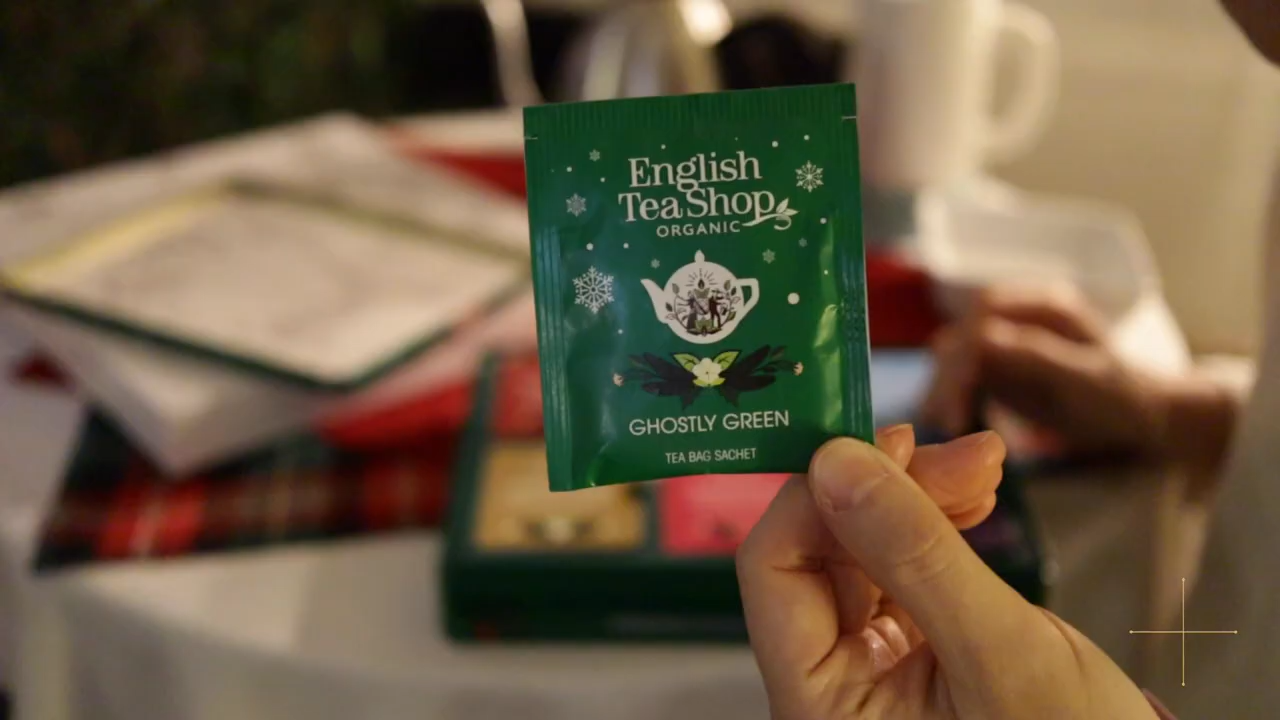 English
Tea Shop
ORGANIC
GHOSTLY GREEN
TEA BAG SACHET